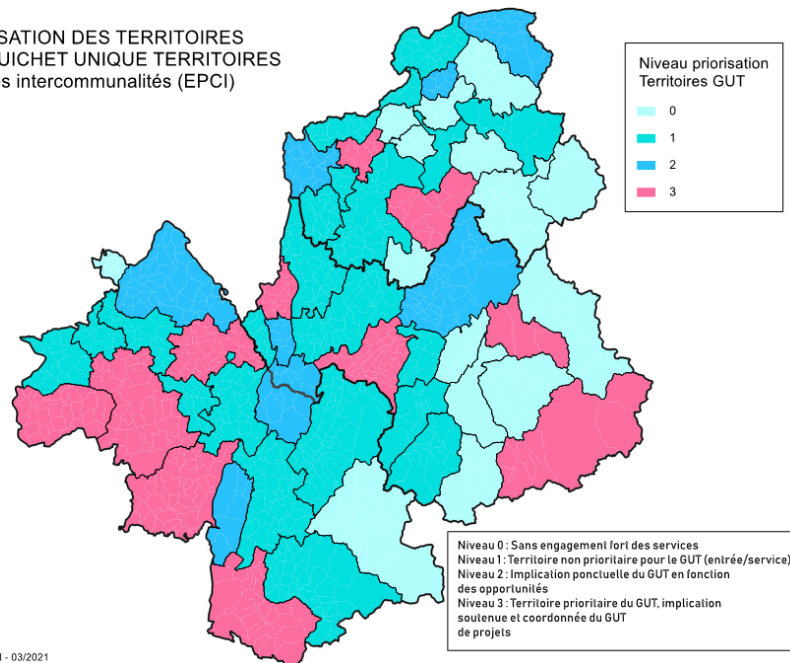 SATION DES TERRITOIRES
UICHET UNIQUE TERRITOIRES
es intercommunalités (EPCI)
Niveau priorisation
Territoires GUT
0
1
2
3
Niveau 0 : Sans engagement fort des services
Niveau 1 : Territoire non prioritaire pour le GUT (entrée/service)
Niveau 2 : Implication ponctuelle du GUT en fonction
des opportunités
Niveau 3 : Territoire prioritaire du GUT, implication
soutenue et coordonnée du GUT
de projets
- 03/2021